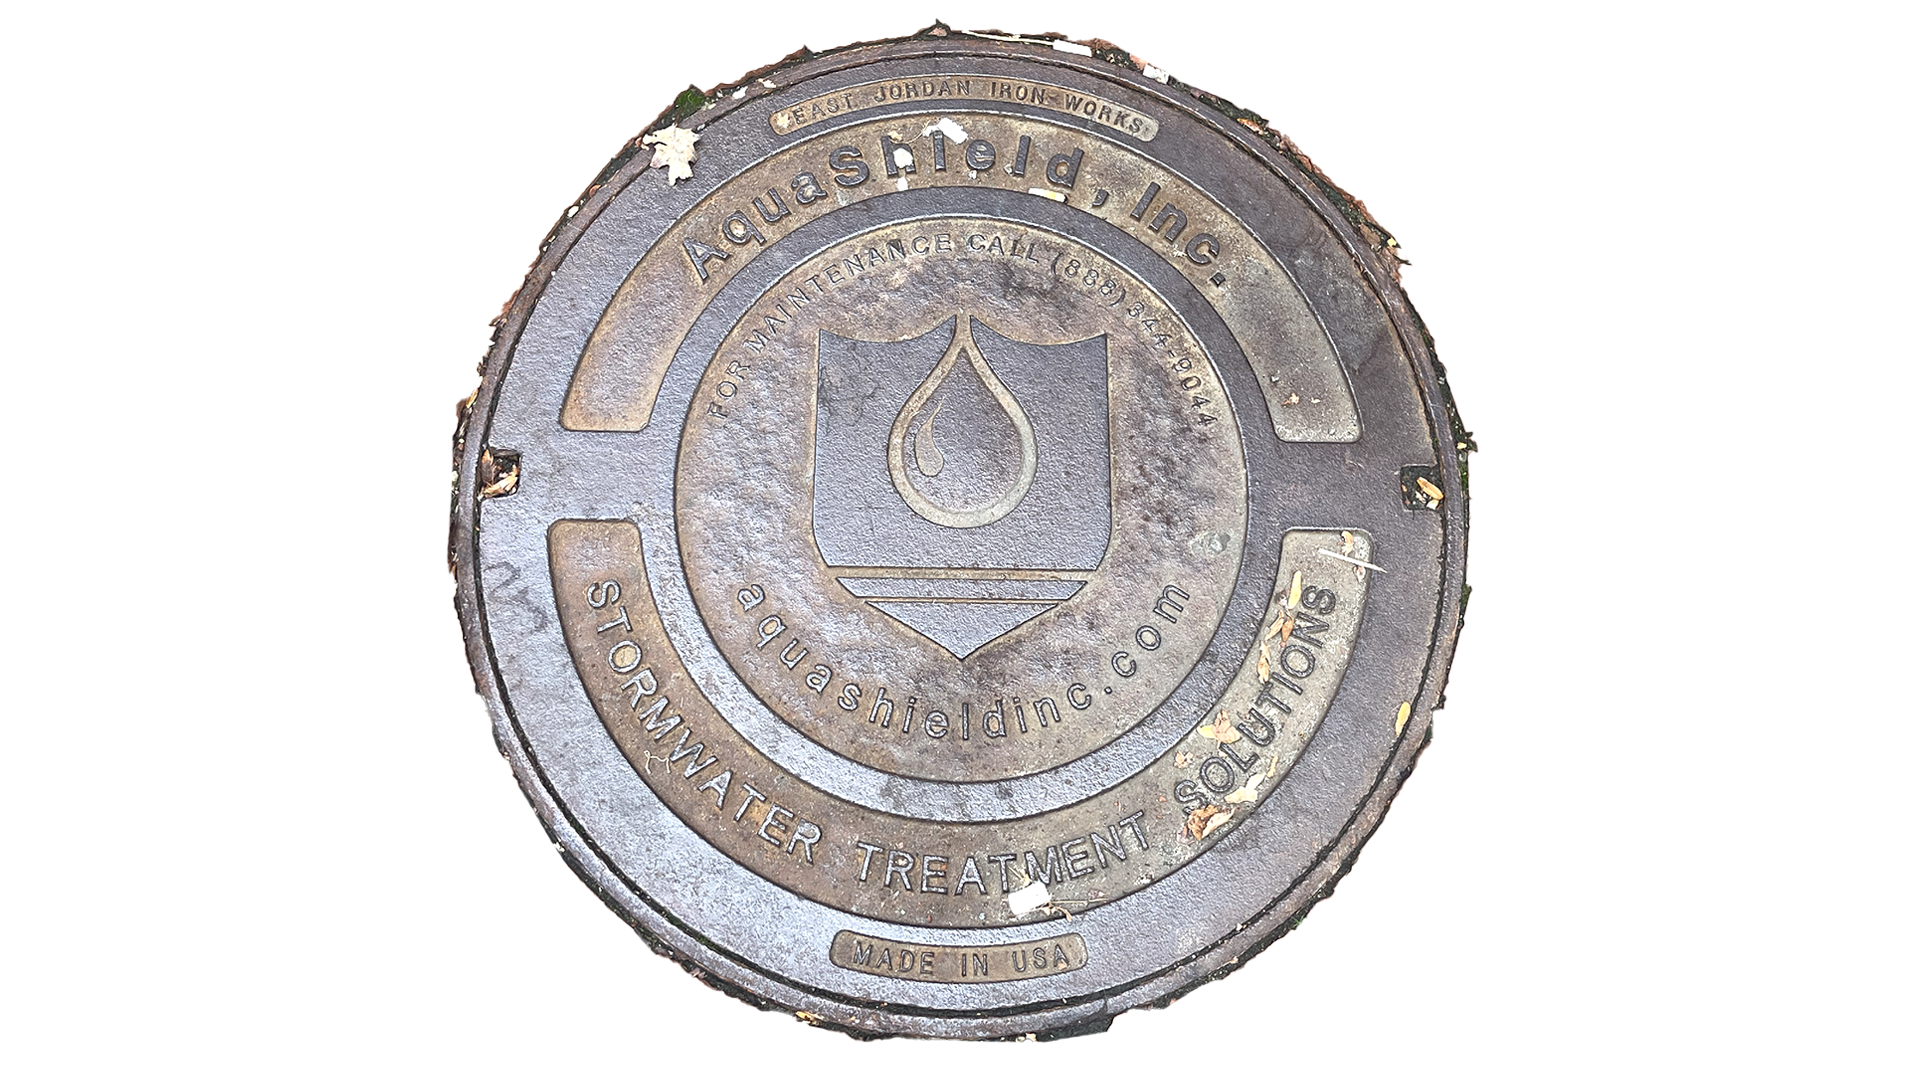 EAST JORDAN IRON WORKS
AquaShield, Inc.
FOR MAINTENANCE CALL (888) 344-9044
aquashieldinc.com
STORMWATER TREATMENT SOLUTIONS
MADE IN USA